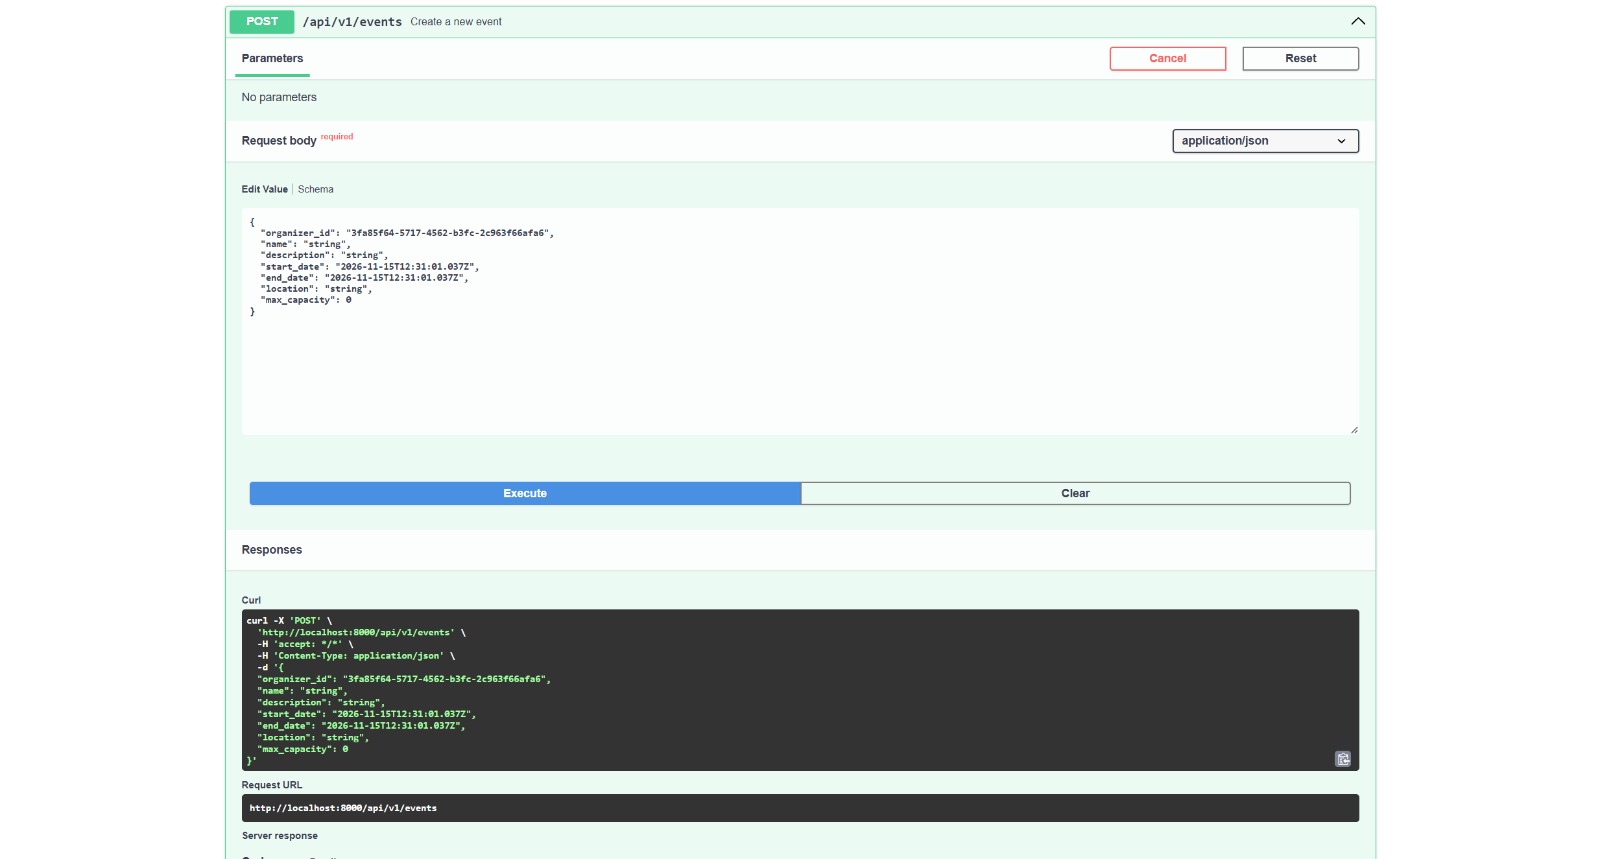 POST /api/v1/events Create a new event
Parameters
Cancel
Reset
No parameters
Request body required
application/json
Edit Value | Schema
{
  "organizer_id": "3fa85f64-5717-4562-b3fc-2c963f66afa6",
  "name": "string",
  "description": "string",
  "start_date": "2026-11-15T12:31:01.037Z",
  "end_date": "2026-11-15T12:31:01.037Z",
  "location": "string",
  "max_capacity": 0
}
Execute
Clear
Responses
Curl
curl -X 'POST' \
  'http://localhost:8000/api/v1/events' \
  -H 'accept: */*' \
  -H 'Content-Type: application/json' \
  -d '{
  "organizer_id": "3fa85f64-5717-4562-b3fc-2c963f66afa6",
  "name": "string",
  "description": "string",
  "start_date": "2026-11-15T12:31:01.037Z",
  "end_date": "2026-11-15T12:31:01.037Z",
  "location": "string",
  "max_capacity": 0
}'
Request URL
http://localhost:8000/api/v1/events
Server response